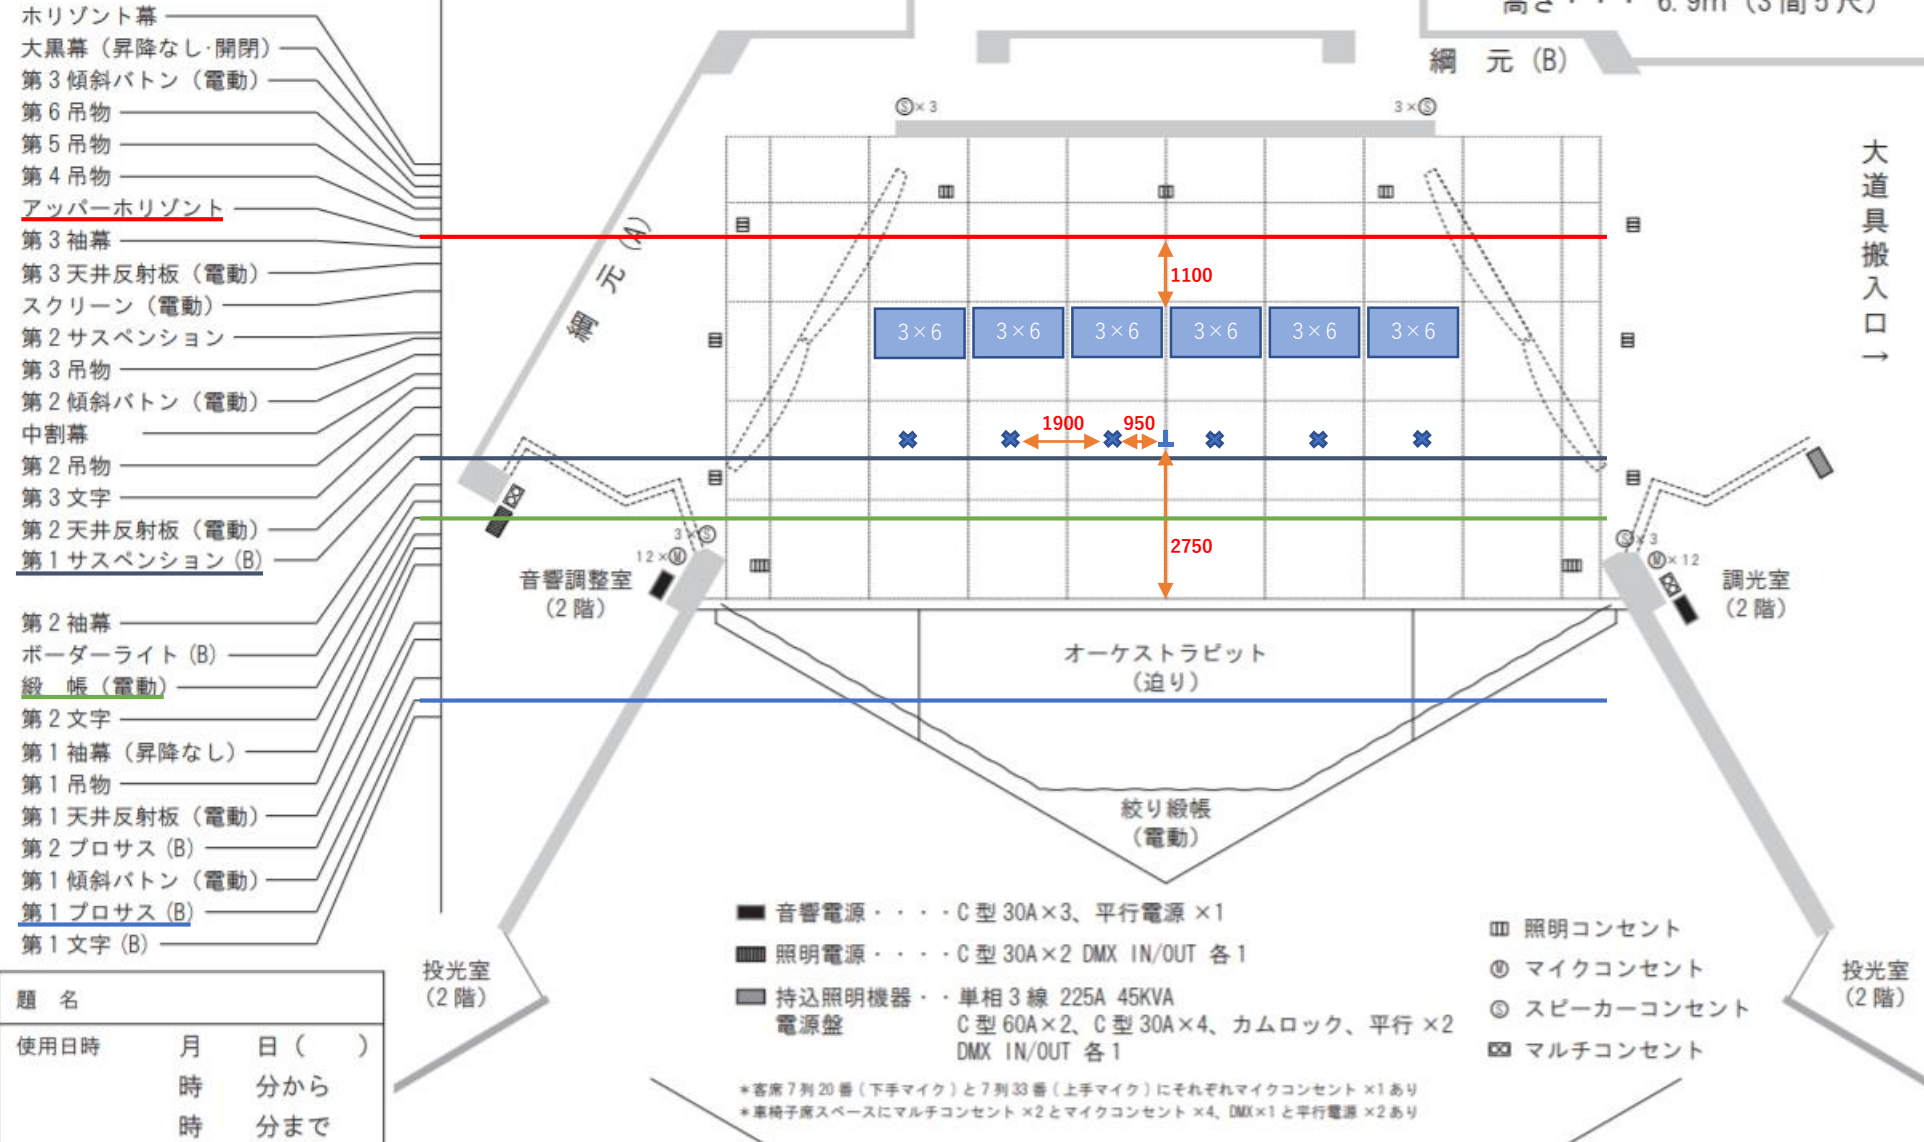 高さ・・・ 6.9m（3間5尺）
ホリゾント幕
大黒幕（昇降なし・開閉）
第3傾斜バトン（電動）
第6吊物
第5吊物
第4吊物
アッパーホリゾント
第3袖幕
第3天井反射板（電動）
スクリーン（電動）
第2サスペンション
第3吊物
第2傾斜バトン（電動）
中割幕
第2吊物
第3文字
第2天井反射板（電動）
第1サスペンション(B)
第2袖幕
ボーダーライト(B)
緞 帳（電動）
第2文字
第1袖幕（昇降なし）
第1吊物
第1天井反射板（電動）
第2プロサス(B)
第1傾斜バトン（電動）
第1プロサス(B)
第1文字(B)
題 名
使用日時 月 日（ ）
時 分から
時 分まで
綱 元 (B)
Ⓢ×3
3×Ⓢ
綱 元 (A)
大道具搬入口→
1100
3×6 3×6 3×6 3×6 3×6 3×6
1900
950
2750
3×Ⓢ
12×Ⓜ
音響調整室
（2階）
Ⓢ×3
Ⓜ×12
調光室
（2階）
オーケストラピット
（迫り）
絞り緞帳
（電動）
投光室
（2階）
音響電源・・・・C型30A×3、平行電源×1
照明電源・・・・C型30A×2 DMX IN/OUT 各1
持込照明機器・・単相3線 225A 45KVA
電源盤 C型60A×2、C型30A×4、カムロック、平行×2
DMX IN/OUT 各1
照明コンセント
Ⓜ マイクコンセント
Ⓢ スピーカーコンセント
マルチコンセント
投光室
（2階）
＊客席7列20番（下手マイク）と7列33番（上手マイク）にそれぞれマイクコンセント×1あり
＊車椅子席スペースにマルチコンセント×2とマイクコンセント×4、DMX×1と平行電源×2あり